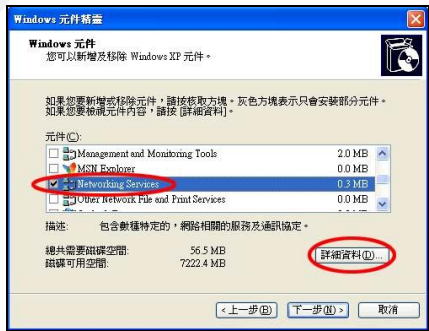 Windows 元件精靈
Windows 元件
您可以新增及移除 Windows XP 元件。
如果您要新增或移除元件，請按核取方塊。灰色方塊表示只會安裝部分元件。
如果您要檢視元件內容，請按 [詳細資料]。
元件(C):
Management and Monitoring Tools 2.0 MB
MSN Explorer 0.0 MB
Networking Services 0.3 MB
Other Network File and Print Services 0.0 MB
描述: 包含數種特定的，網路相關的服務及通訊協定。
總共需要磁碟空間: 56.5 MB
磁碟可用空間: 7222.4 MB
詳細資料(D)...
<上一步(B) 下一步(N)> 取消